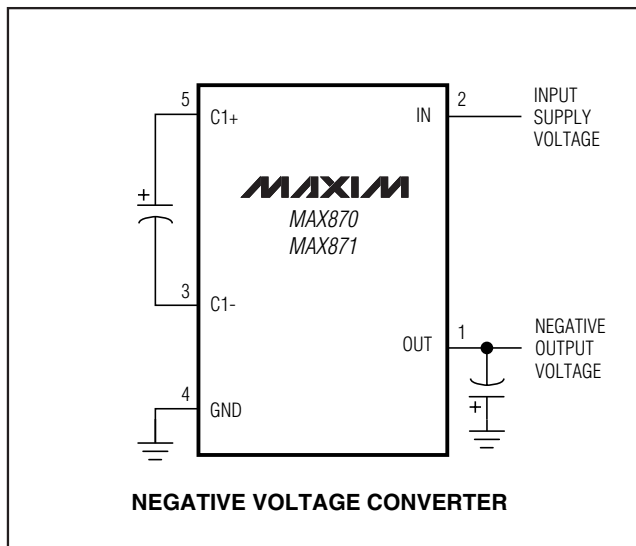 5
C1+
IN
2
INPUT
SUPPLY
VOLTAGE
+
MAXIM
MAX870
MAX871
3
C1-
OUT
1
NEGATIVE
OUTPUT
VOLTAGE
4
GND
+
NEGATIVE VOLTAGE CONVERTER